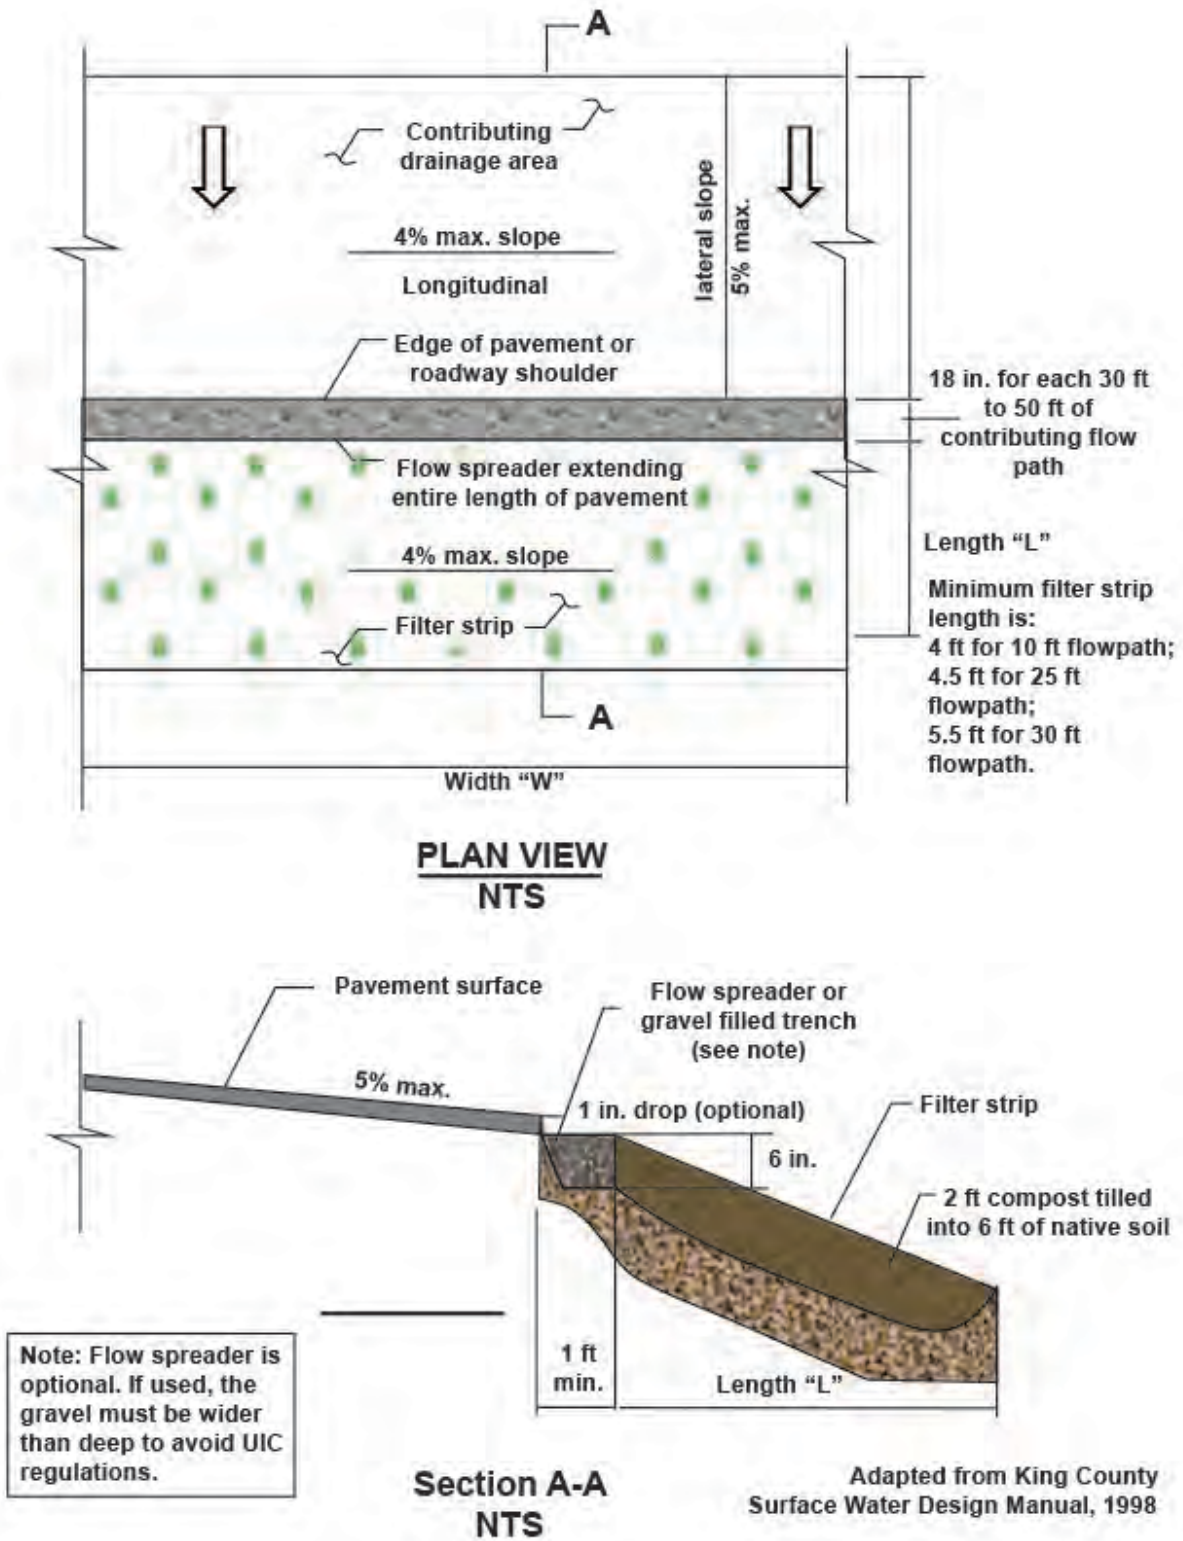 A
Contributing
drainage area
4% max. slope
Longitudinal
lateral slope
5% max.
Edge of pavement or
roadway shoulder
18 in. for each 30 ft
to 50 ft of
contributing flow
path
Flow spreader extending
entire length of pavement
4% max. slope
Filter strip
Length “L”
Minimum filter strip
length is:
4 ft for 10 ft flowpath;
4.5 ft for 25 ft
flowpath;
5.5 ft for 30 ft
flowpath.
A
Width “W”
PLAN VIEW
NTS
Pavement surface
Flow spreader or
gravel filled trench
(see note)
5% max.
1 in. drop (optional)
Filter strip
6 in.
2 ft compost tilled
into 6 ft of native soil
1 ft
min.
Length “L”
Note: Flow spreader is
optional. If used, the
gravel must be wider
than deep to avoid UIC
regulations.
Section A-A
NTS
Adapted from King County
Surface Water Design Manual, 1998